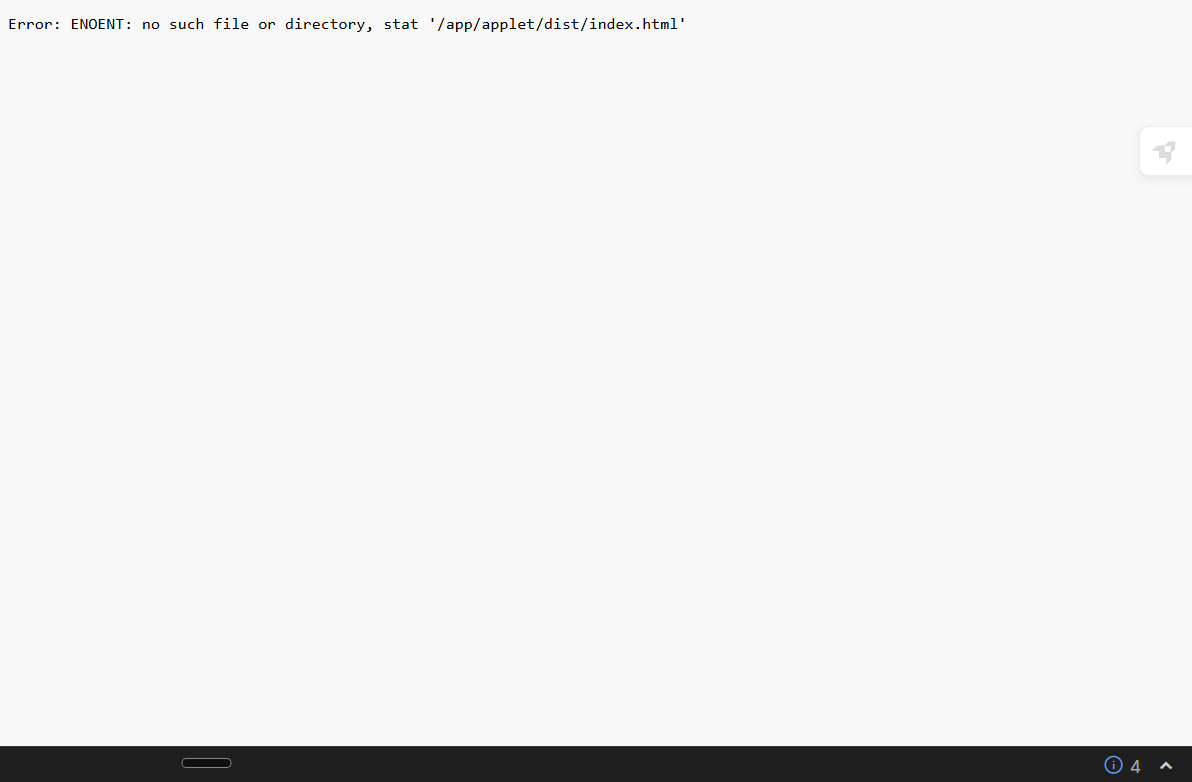 Error: ENOENT: no such file or directory, stat '/app/applet/dist/index.html'
4